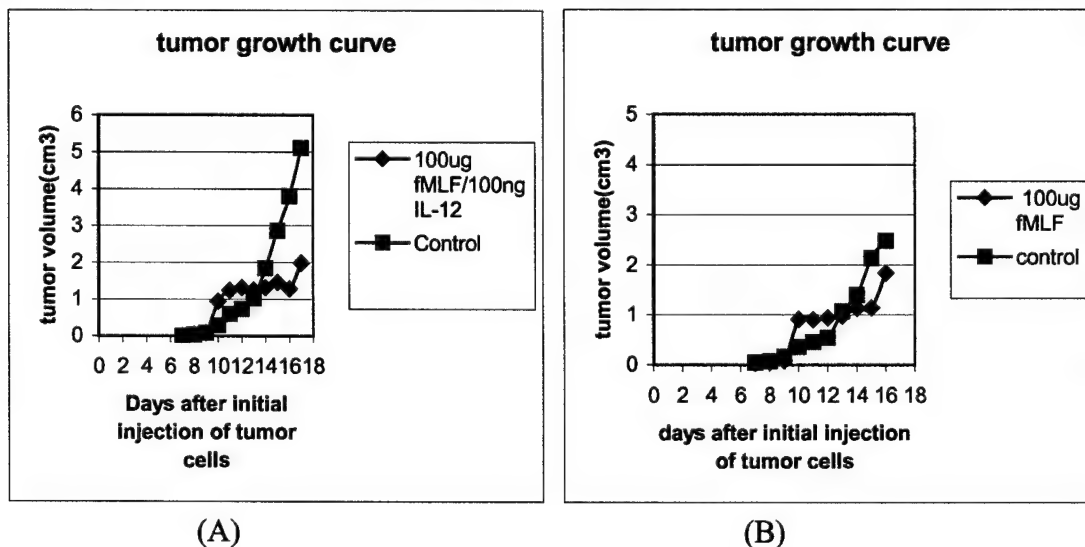 tumor growth curve
tumor volume(cm3)
6
5
4
3
2
1
0
0 2 4 6 8 10 12 14 16 18
Days after initial
injection of tumor
cells
100ug
fMLF/100ng
IL-12
Control
(A)
tumor growth curve
tumor volume(cm3)
5
4
3
2
1
0
0 2 4 6 8 10 12 14 16 18
days after initial injection
of tumor cells
100ug
fMLF
control
(B)